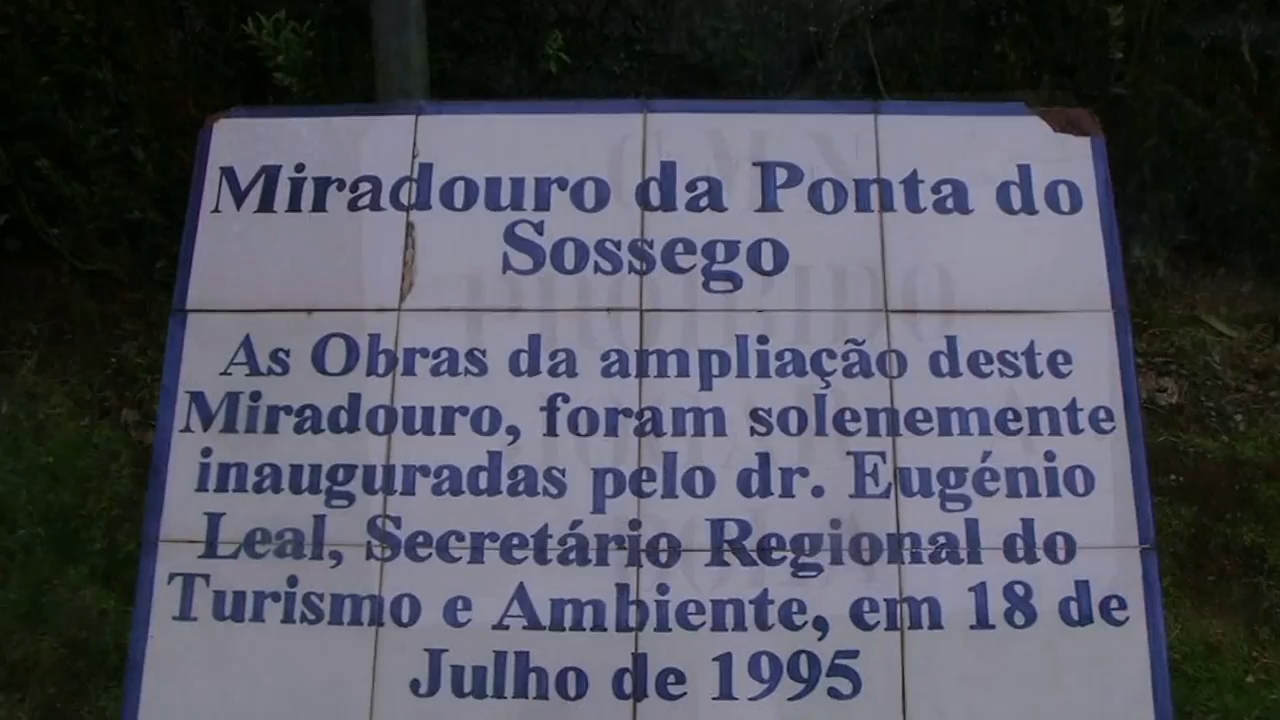 Miradouro da Ponta do
Sossego
As Obras da ampliação deste
Miradouro, foram solenemente
inauguradas pelo dr. Eugénio
Leal, Secretário Regional do
Turismo e Ambiente, em 18 de
Julho de 1995